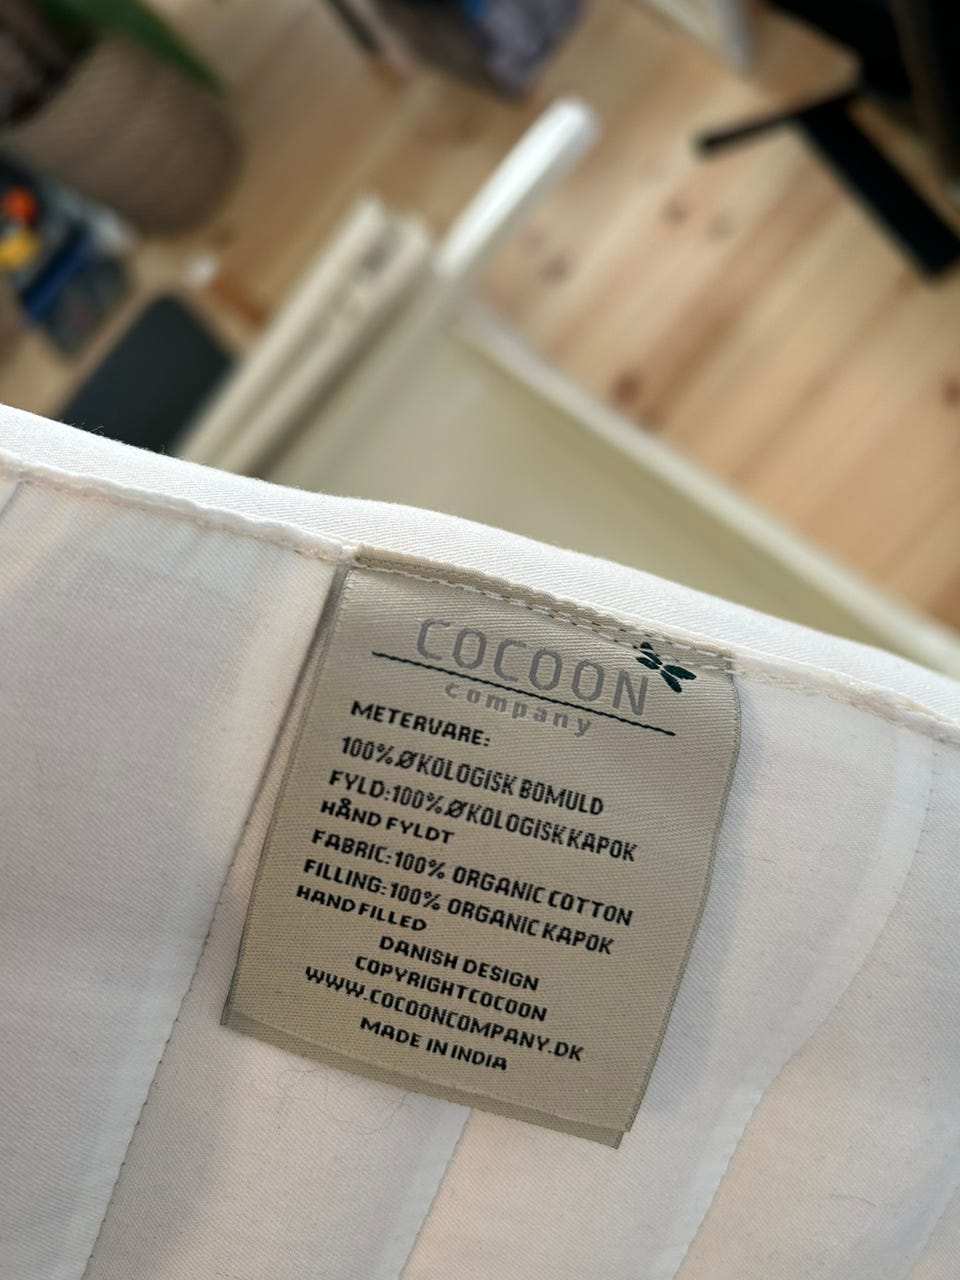 COCOON
company
METERVARE:
100% ØKOLOGISK BOMULD
FYLD:100% ØKOLOGISK KAPOK
HÅND FYLDT
FABRIC:100% ORGANIC COTTON
FILLING:100% ORGANIC KAPOK
HAND FILLED
DANISH DESIGN
COPYRIGHTCOCOON
WWW.COCOONCOMPANY.DK
MADE IN INDIA